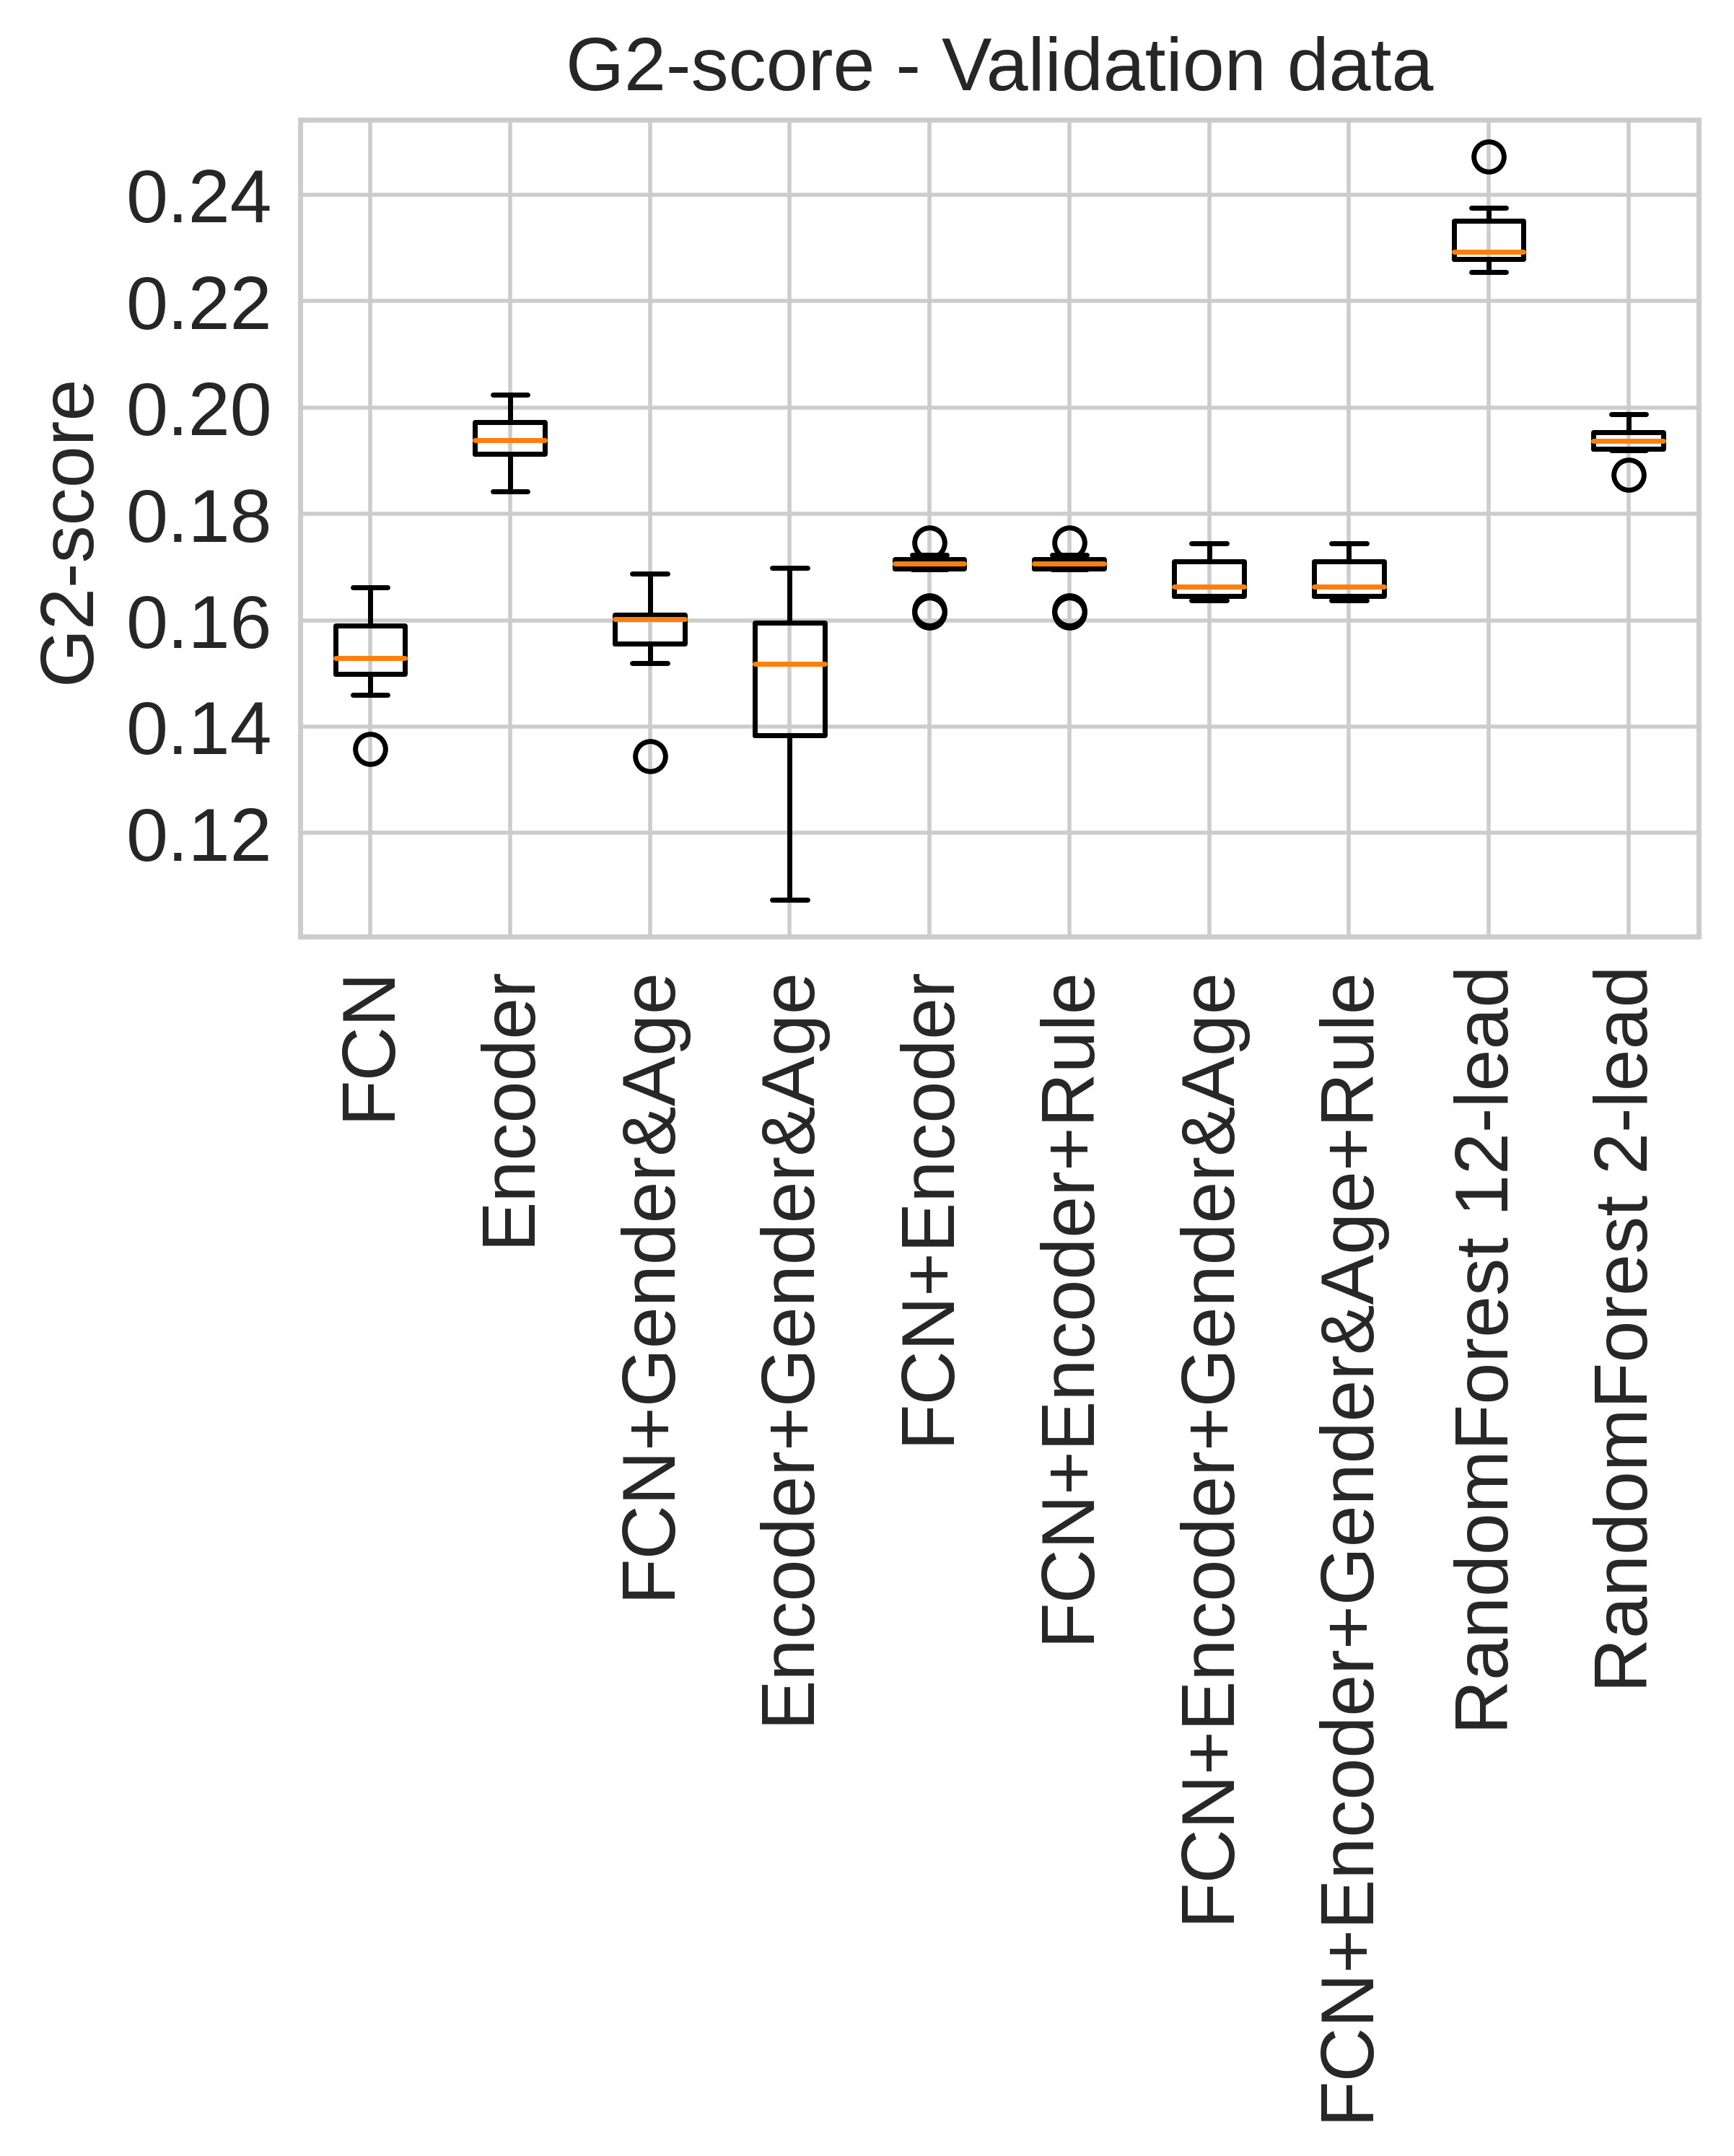 G2-score - Validation data
G2-score
0.24
0.22
0.20
0.18
0.16
0.14
0.12
FCN
Encoder
FCN+Gender&Age
Encoder+Gender&Age
FCN+Encoder
FCN+Encoder+Rule
FCN+Encoder+Gender&Age
FCN+Encoder+Gender&Age+Rule
RandomForest 12-lead
RandomForest 2-lead